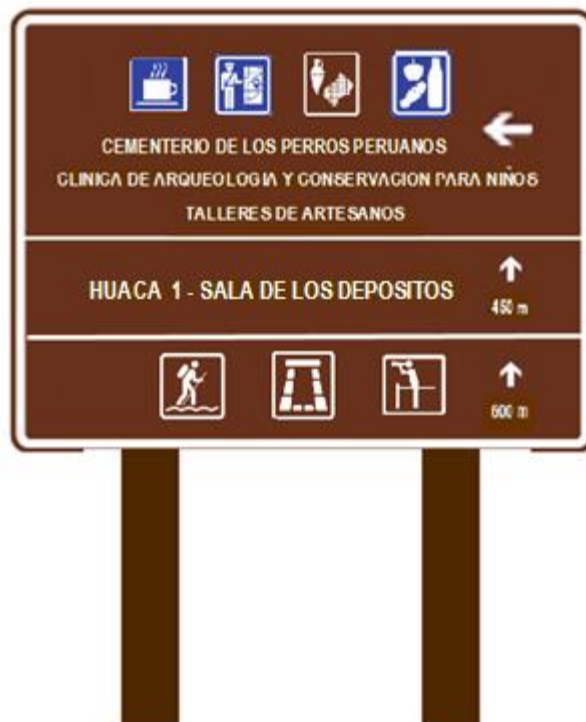 CEMENTERIO DE LOS PERROS PERUANOS
CLINICA DE ARQUEOLOGIA Y CONSERVACION PARA NIÑOS
TALLERES DE ARTESANOS
HUACA 1 - SALA DE LOS DEPOSITOS
450 m
600 m